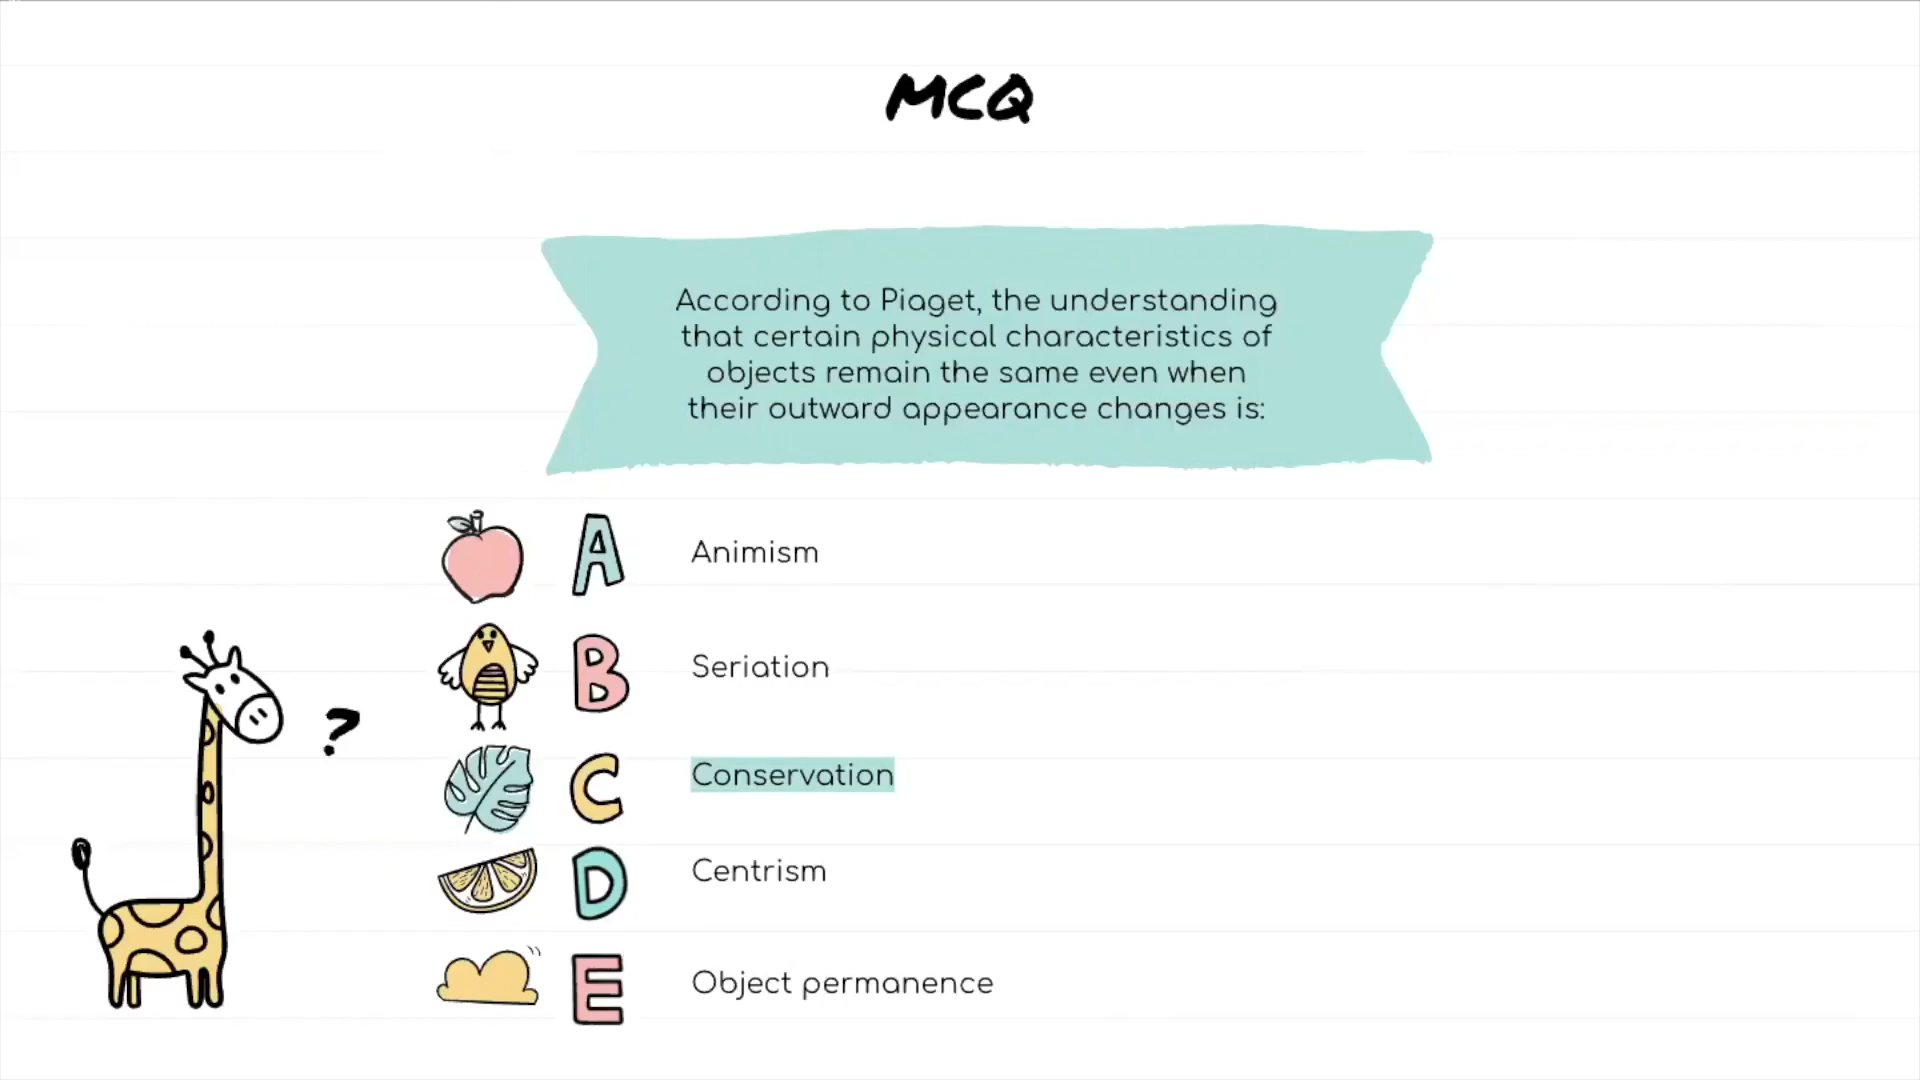 MCQ
According to Piaget, the understanding
that certain physical characteristics of
objects remain the same even when
their outward appearance changes is:
A Animism
B Seriation
?
C Conservation
D Centrism
E Object permanence